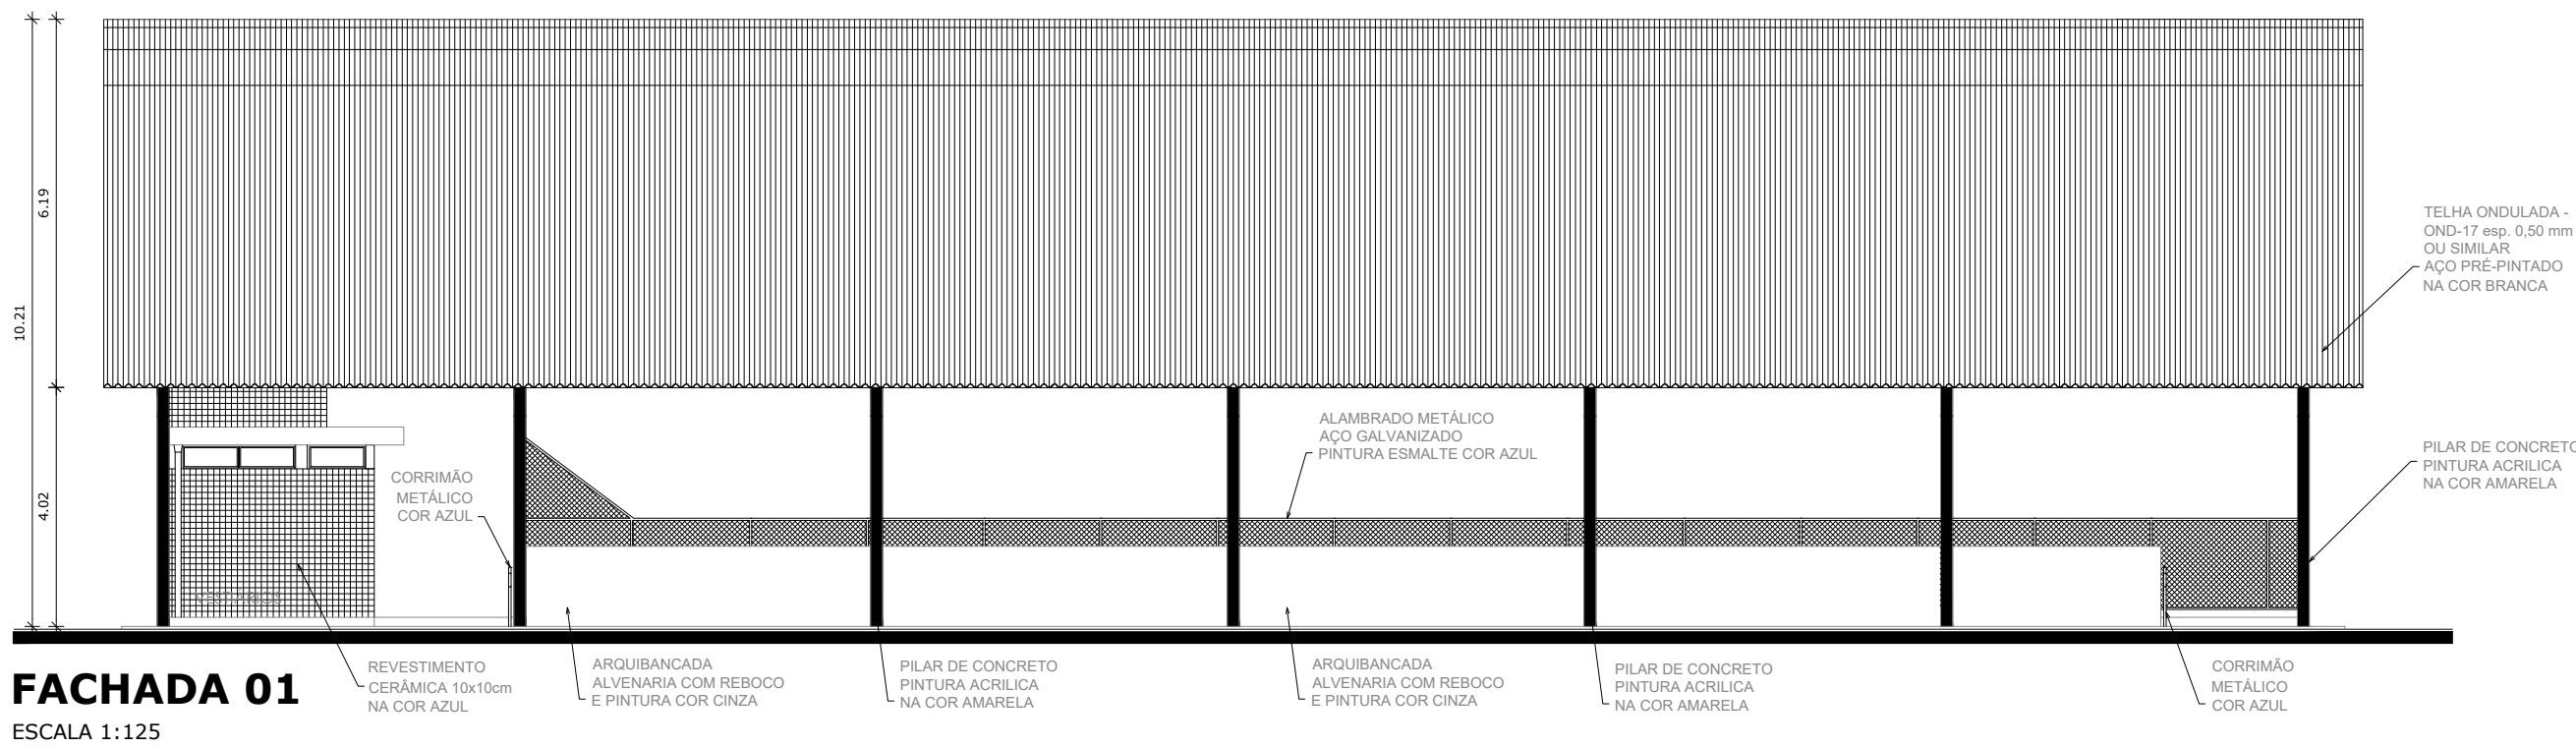 6.19
10.21
4.02
TELHA ONDULADA -
OND-17 esp. 0,50 mm
OU SIMILAR
AÇO PRÉ-PINTADO
NA COR BRANCA
ALAMBRADO METÁLICO
AÇO GALVANIZADO
PINTURA ESMALTE COR AZUL
PILAR DE CONCRETO
PINTURA ACRILICA
NA COR AMARELA
CORRIMÃO
METÁLICO
COR AZUL
VESTIÁRIOS
REVESTIMENTO
CERÂMICA 10x10cm
NA COR AZUL
ARQUIBANCADA
ALVENARIA COM REBOCO
E PINTURA COR CINZA
PILAR DE CONCRETO
PINTURA ACRILICA
NA COR AMARELA
ARQUIBANCADA
ALVENARIA COM REBOCO
E PINTURA COR CINZA
PILAR DE CONCRETO
PINTURA ACRILICA
NA COR AMARELA
CORRIMÃO
METÁLICO
COR AZUL
FACHADA 01
ESCALA 1:125